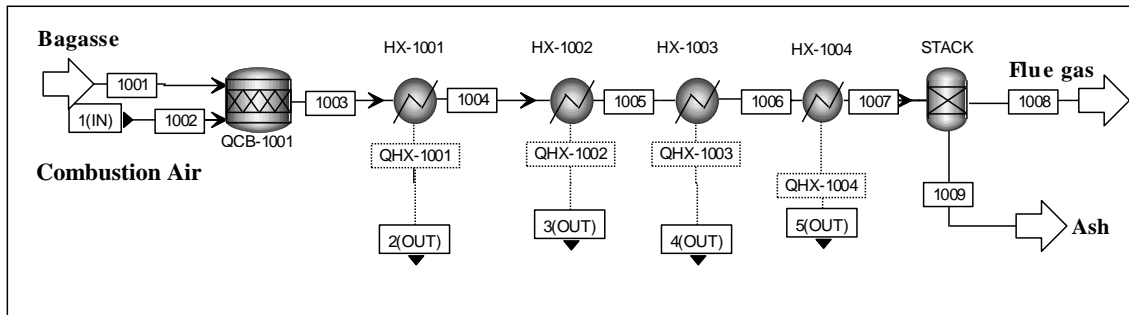 HX-1001 HX-1002 HX-1003 HX-1004 STACK
Bagasse
Flue gas
1001
1(IN) 1002
QCB-1001
1003 1004 1005 1006 1007 1008
Combustion Air
QHX-1001 QHX-1002 QHX-1003 QHX-1004
1009
2(OUT) 3(OUT) 4(OUT) 5(OUT)
Ash